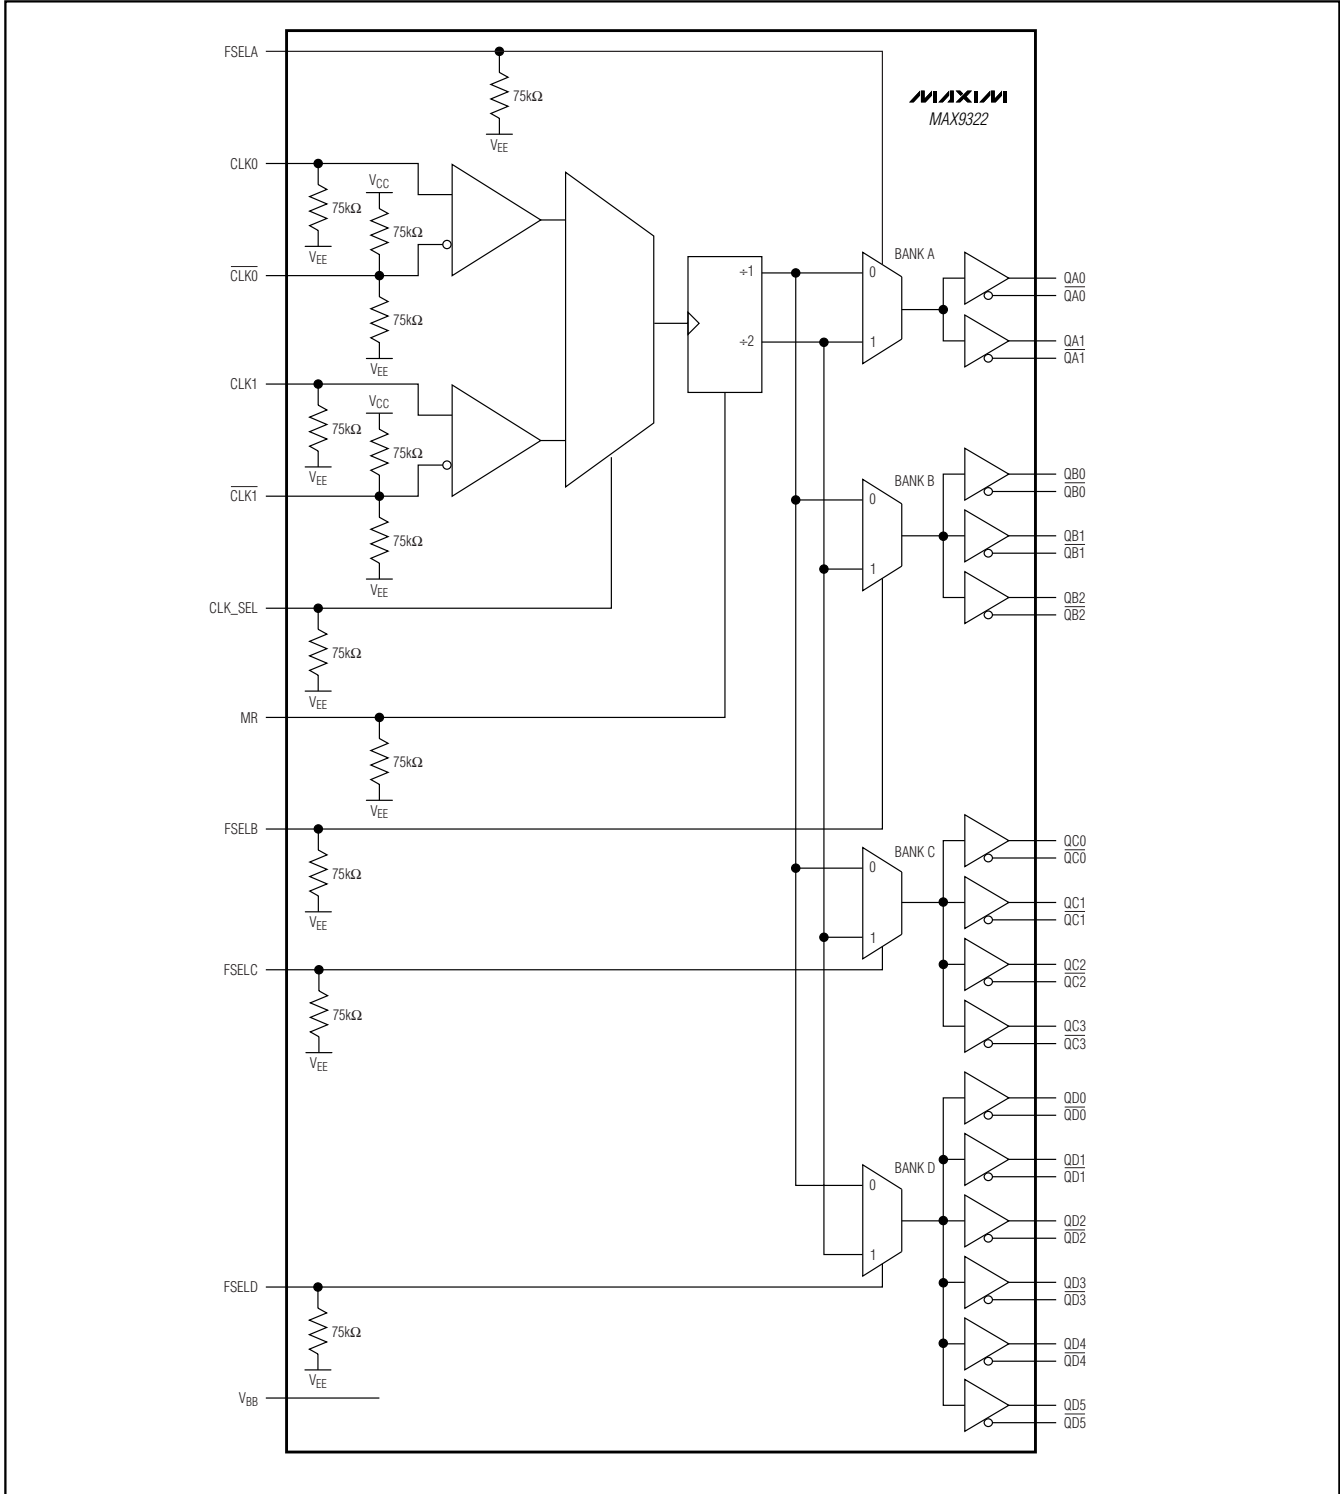 FSELA
75kΩ
VEE
MAXIM
MAX9322
CLK0
VCC
75kΩ
75kΩ
VEE
CLK0
75kΩ
VEE
CLK1
VCC
75kΩ
75kΩ
VEE
CLK1
75kΩ
VEE
CLK_SEL
75kΩ
VEE
MR
75kΩ
VEE
FSELB
75kΩ
VEE
FSELC
75kΩ
VEE
FSELD
75kΩ
VEE
VBB
÷1
÷2
BANK A
0
1
QA0
QA0
QA1
QA1
BANK B
0
1
QB0
QB0
QB1
QB1
QB2
QB2
BANK C
0
1
QC0
QC0
QC1
QC1
QC2
QC2
QC3
QC3
BANK D
0
1
QD0
QD0
QD1
QD1
QD2
QD2
QD3
QD3
QD4
QD4
QD5
QD5